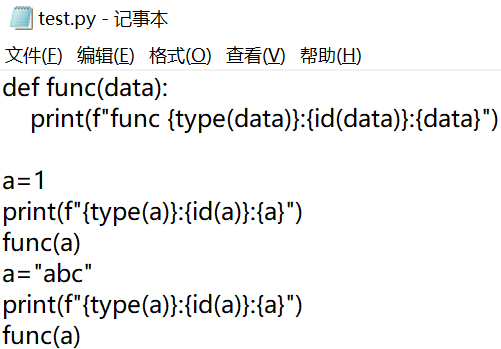 test.py - 记事本
文件(F) 编辑(E) 格式(O) 查看(V) 帮助(H)
def func(data):
    print(f"func {type(data)}:{id(data)}:{data}")

a=1
print(f"{type(a)}:{id(a)}:{a}")
func(a)
a="abc"
print(f"{type(a)}:{id(a)}:{a}")
func(a)